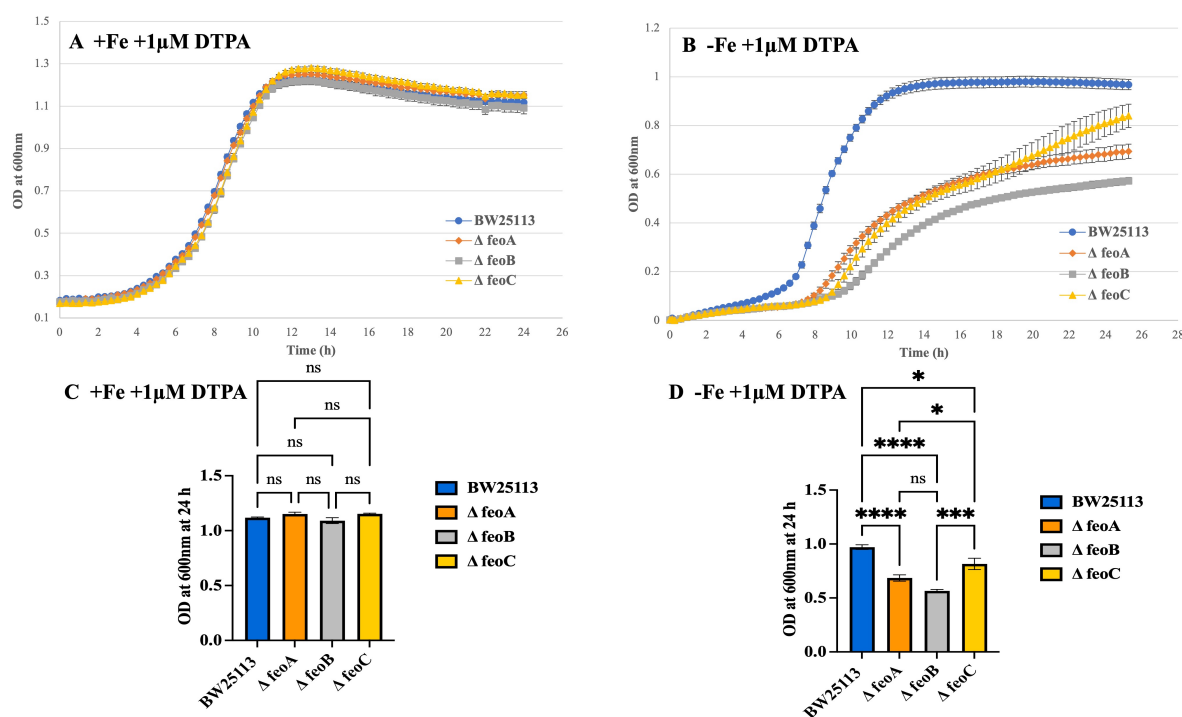 A +Fe +1µM DTPA
1.5
1.3
1.1
0.9
0.7
0.5
0.3
0.1
OD at 600nm
0 2 4 6 8 10 12 14 16 18 20 22 24 26
Time (h)
BW25113
Δ feoA
Δ feoB
Δ feoC
B -Fe +1µM DTPA
1.2
1
0.8
0.6
0.4
0.2
0
OD at 600nm
0 2 4 6 8 10 12 14 16 18 20 22 24 26 28
Time (h)
BW25113
Δ feoA
Δ feoB
Δ feoC
C +Fe +1µM DTPA
ns
ns
ns
ns ns ns
1.5
1.0
0.5
0.0
OD at 600nm at 24 h
BW25113
Δ feoA
Δ feoB
Δ feoC
BW25113
Δ feoA
Δ feoB
Δ feoC
D -Fe +1µM DTPA
*
*
****
ns
**** ***
1.5
1.0
0.5
0.0
OD at 600nm at 24 h
BW25113
Δ feoA
Δ feoB
Δ feoC
BW25113
Δ feoA
Δ feoB
Δ feoC